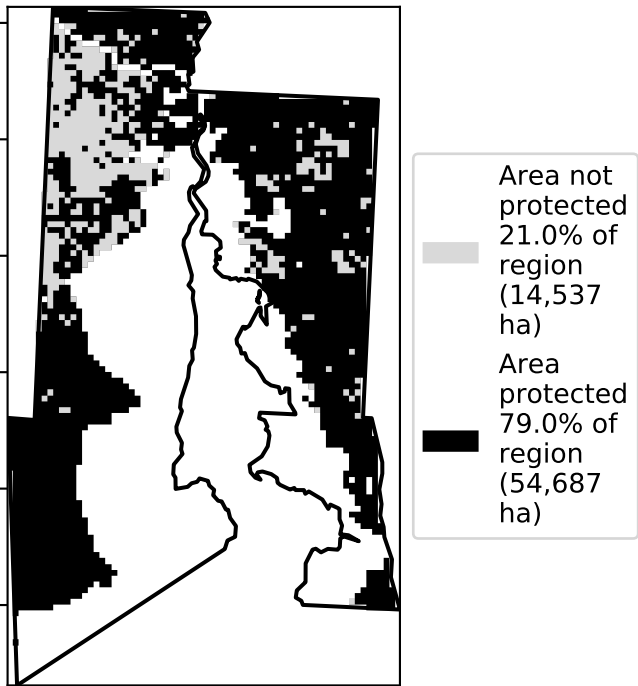 Area not
protected
21.0% of
region
(14,537
ha)
Area
protected
79.0% of
region
(54,687
ha)